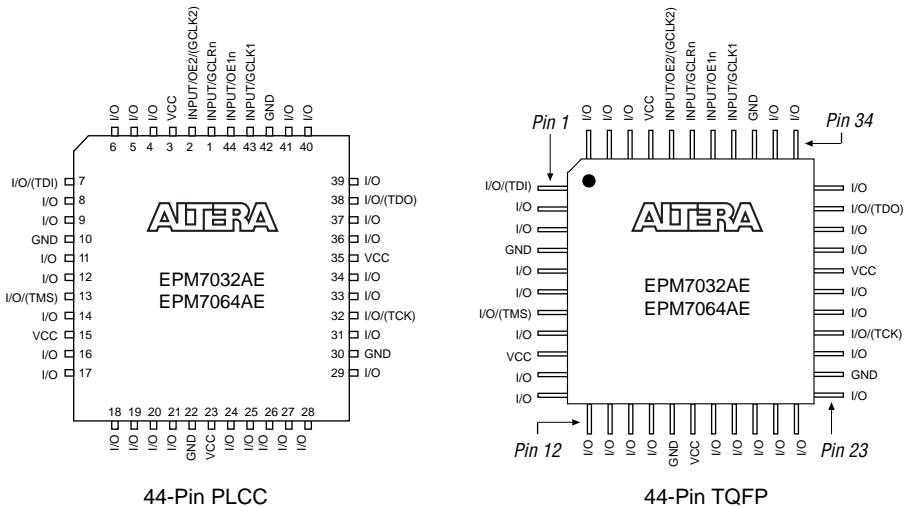 I/O
I/O
I/O
VCC
INPUT/OE2/(GCLK2)
INPUT/GCLRn
INPUT/OE1n
INPUT/GCLK1
GND
I/O
I/O
6 5 4 3 2 1 44 43 42 41 40
I/O/(TDI) 7
I/O 8
I/O 9
GND 10
I/O 11
I/O 12
I/O/(TMS) 13
I/O 14
VCC 15
I/O 16
I/O 17
ALTERA
EPM7032AE
EPM7064AE
39 I/O
38 I/O/(TDO)
37 I/O
36 I/O
35 VCC
34 I/O
33 I/O
32 I/O/(TCK)
31 I/O
30 GND
29 I/O
18 19 20 21 22 23 24 25 26 27 28
I/O
I/O
I/O
I/O
GND
VCC
I/O
I/O
I/O
I/O
I/O
44-Pin PLCC
I/O
I/O
I/O
VCC
INPUT/OE2/(GCLK2)
INPUT/GCLRn
INPUT/OE1n
INPUT/GCLK1
GND
I/O
I/O
Pin 1
Pin 34
I/O/(TDI)
I/O
I/O
GND
I/O
I/O
I/O/(TMS)
I/O
VCC
I/O
I/O
ALTERA
EPM7032AE
EPM7064AE
I/O
I/O/(TDO)
I/O
I/O
VCC
I/O
I/O
I/O/(TCK)
I/O
GND
I/O
Pin 12
Pin 23
I/O
I/O
I/O
I/O
GND
VCC
I/O
I/O
I/O
I/O
I/O
44-Pin TQFP